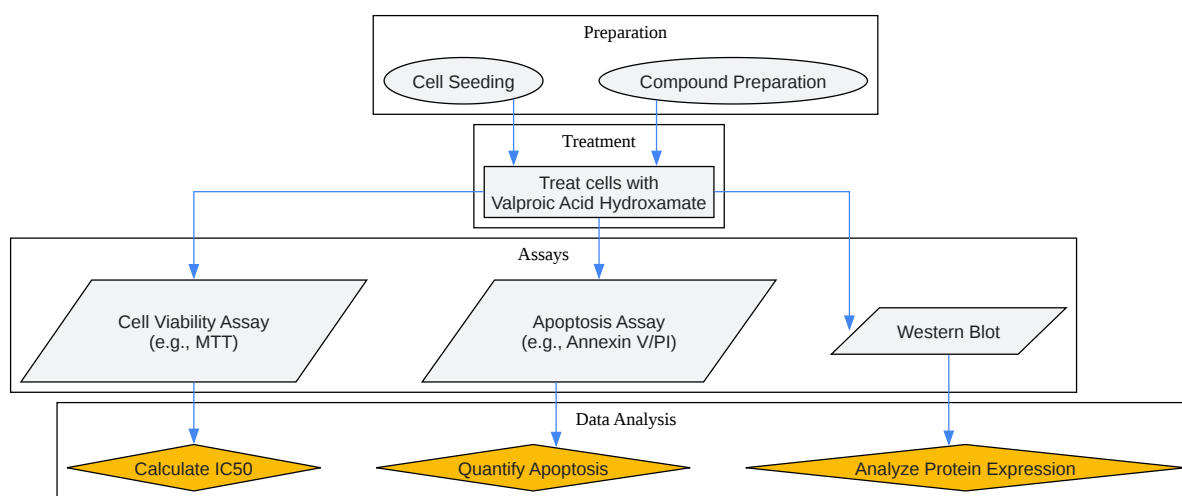 Preparation
Cell Seeding
Compound Preparation
Treatment
Treat cells with
Valproic Acid Hydroxamate
Assays
Cell Viability Assay
(e.g., MTT)
Apoptosis Assay
(e.g., Annexin V/PI)
Western Blot
Data Analysis
Calculate IC50
Quantify Apoptosis
Analyze Protein Expression